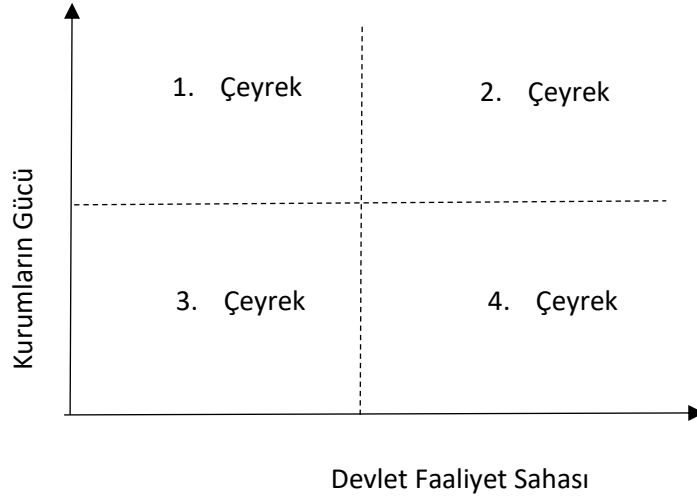 1. Çeyrek
2. Çeyrek
Kurumların Gücü
3. Çeyrek
4. Çeyrek
Devlet Faaliyet Sahası